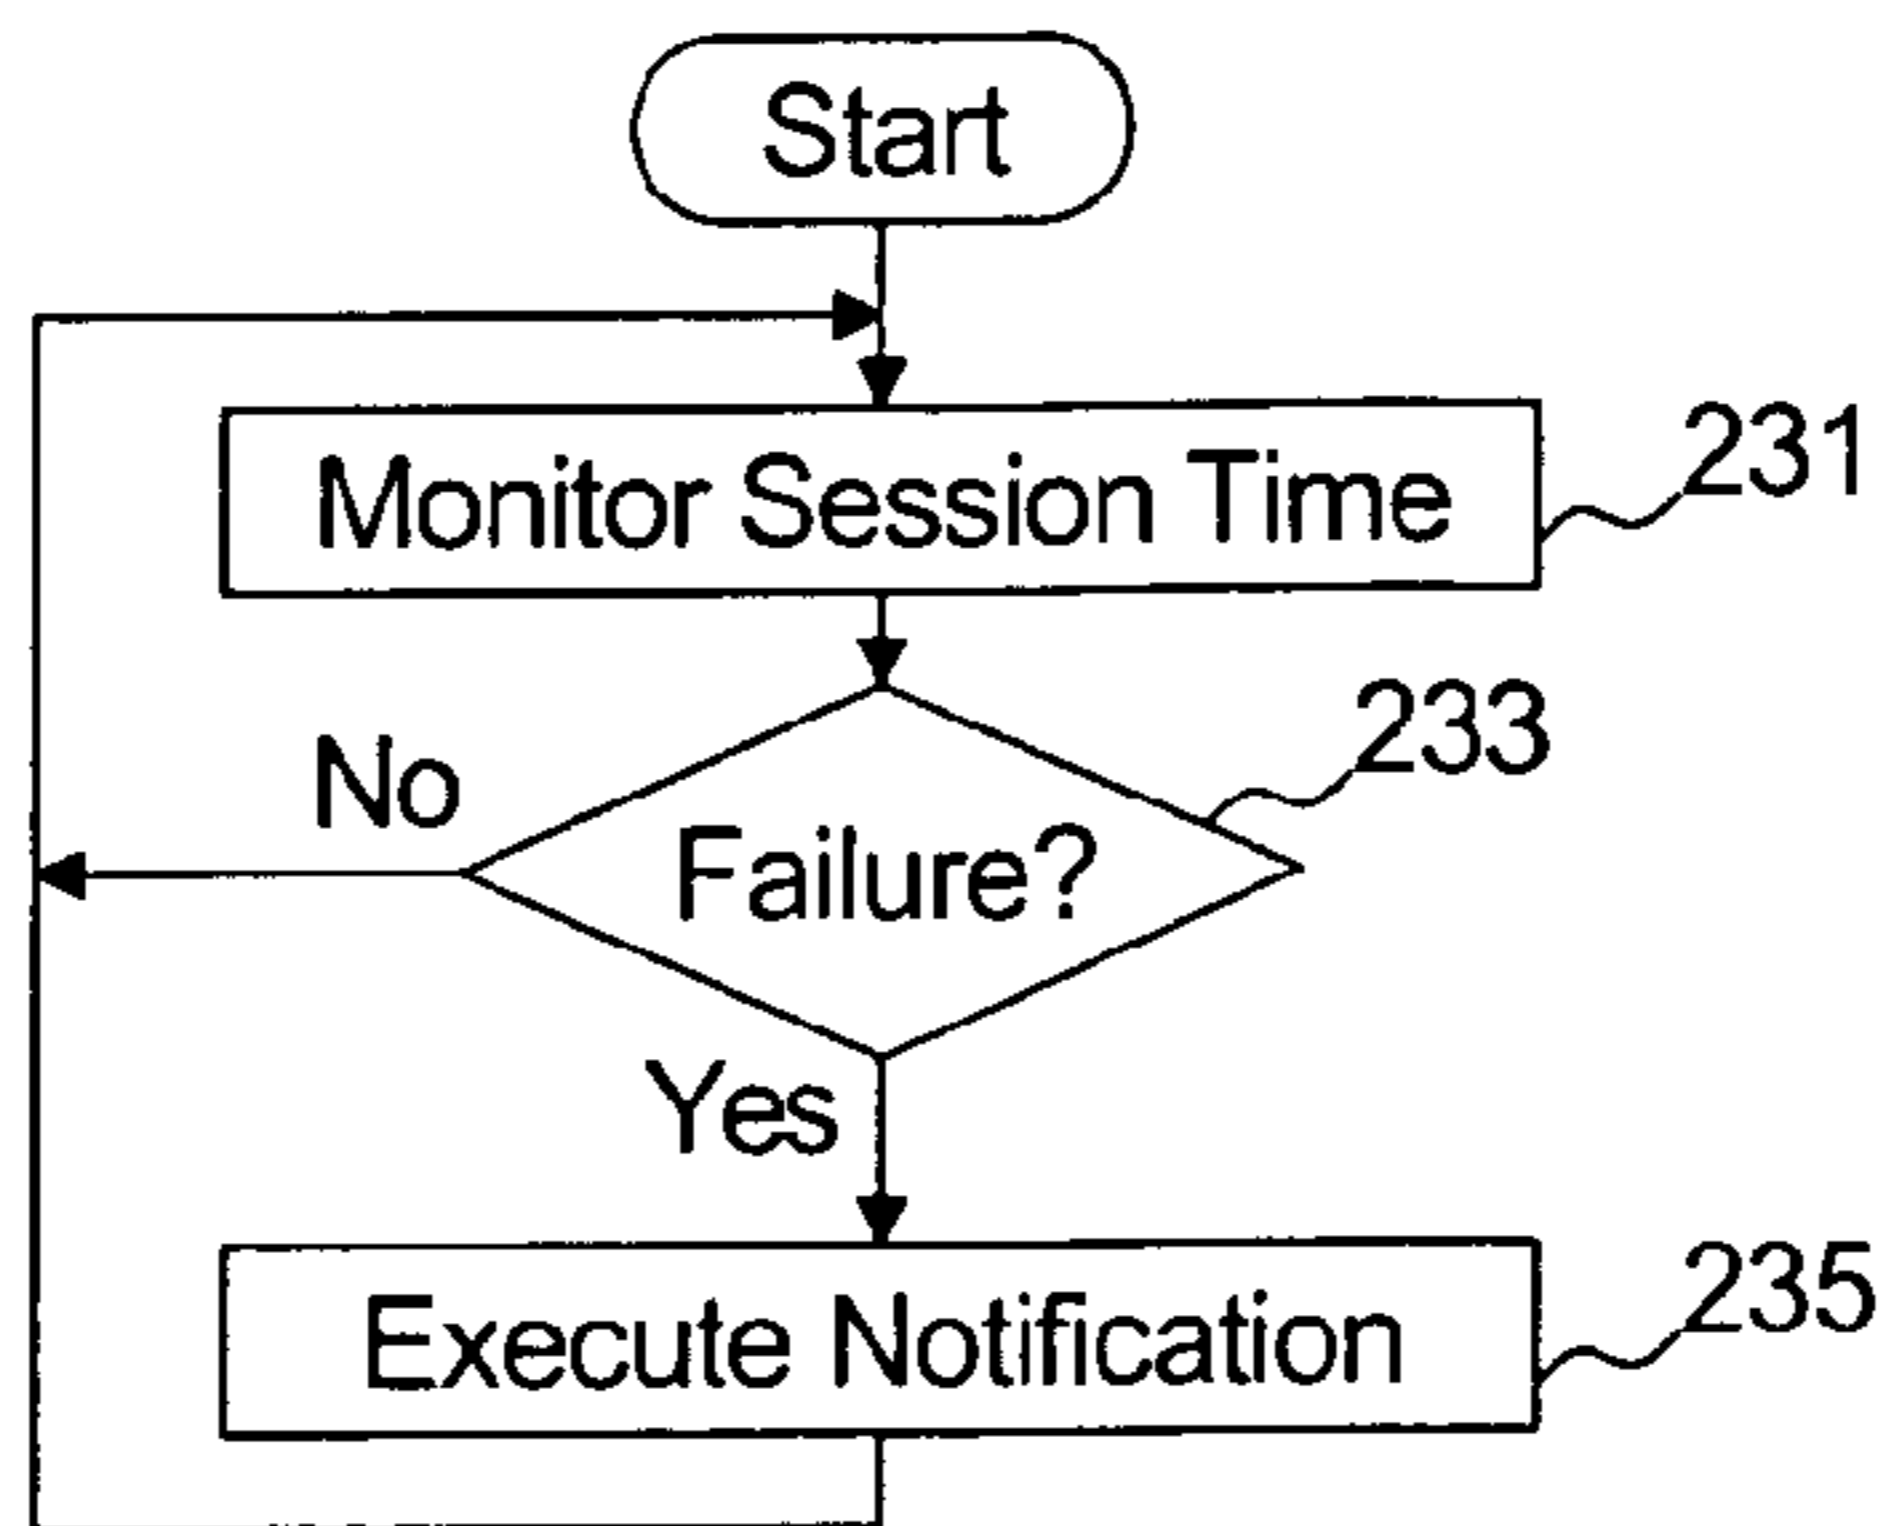 Start
Monitor Session Time
231
233
No
Failure?
Yes
Execute Notification
235